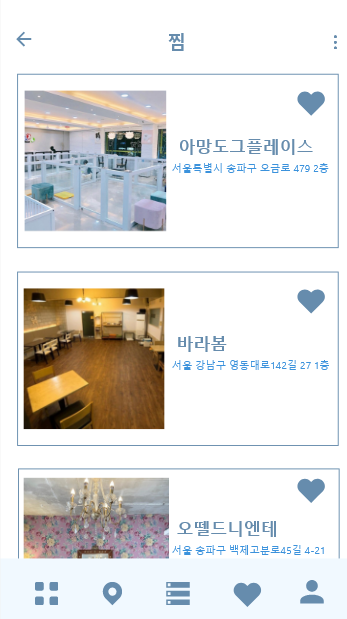 찜
아망도그플레이스
서울특별시 송파구 오금로 479 2층
바라봄
서울 강남구 영동대로142길 27 1층
오뗄드니엔테
서울 송파구 백제고분로45길 4-21